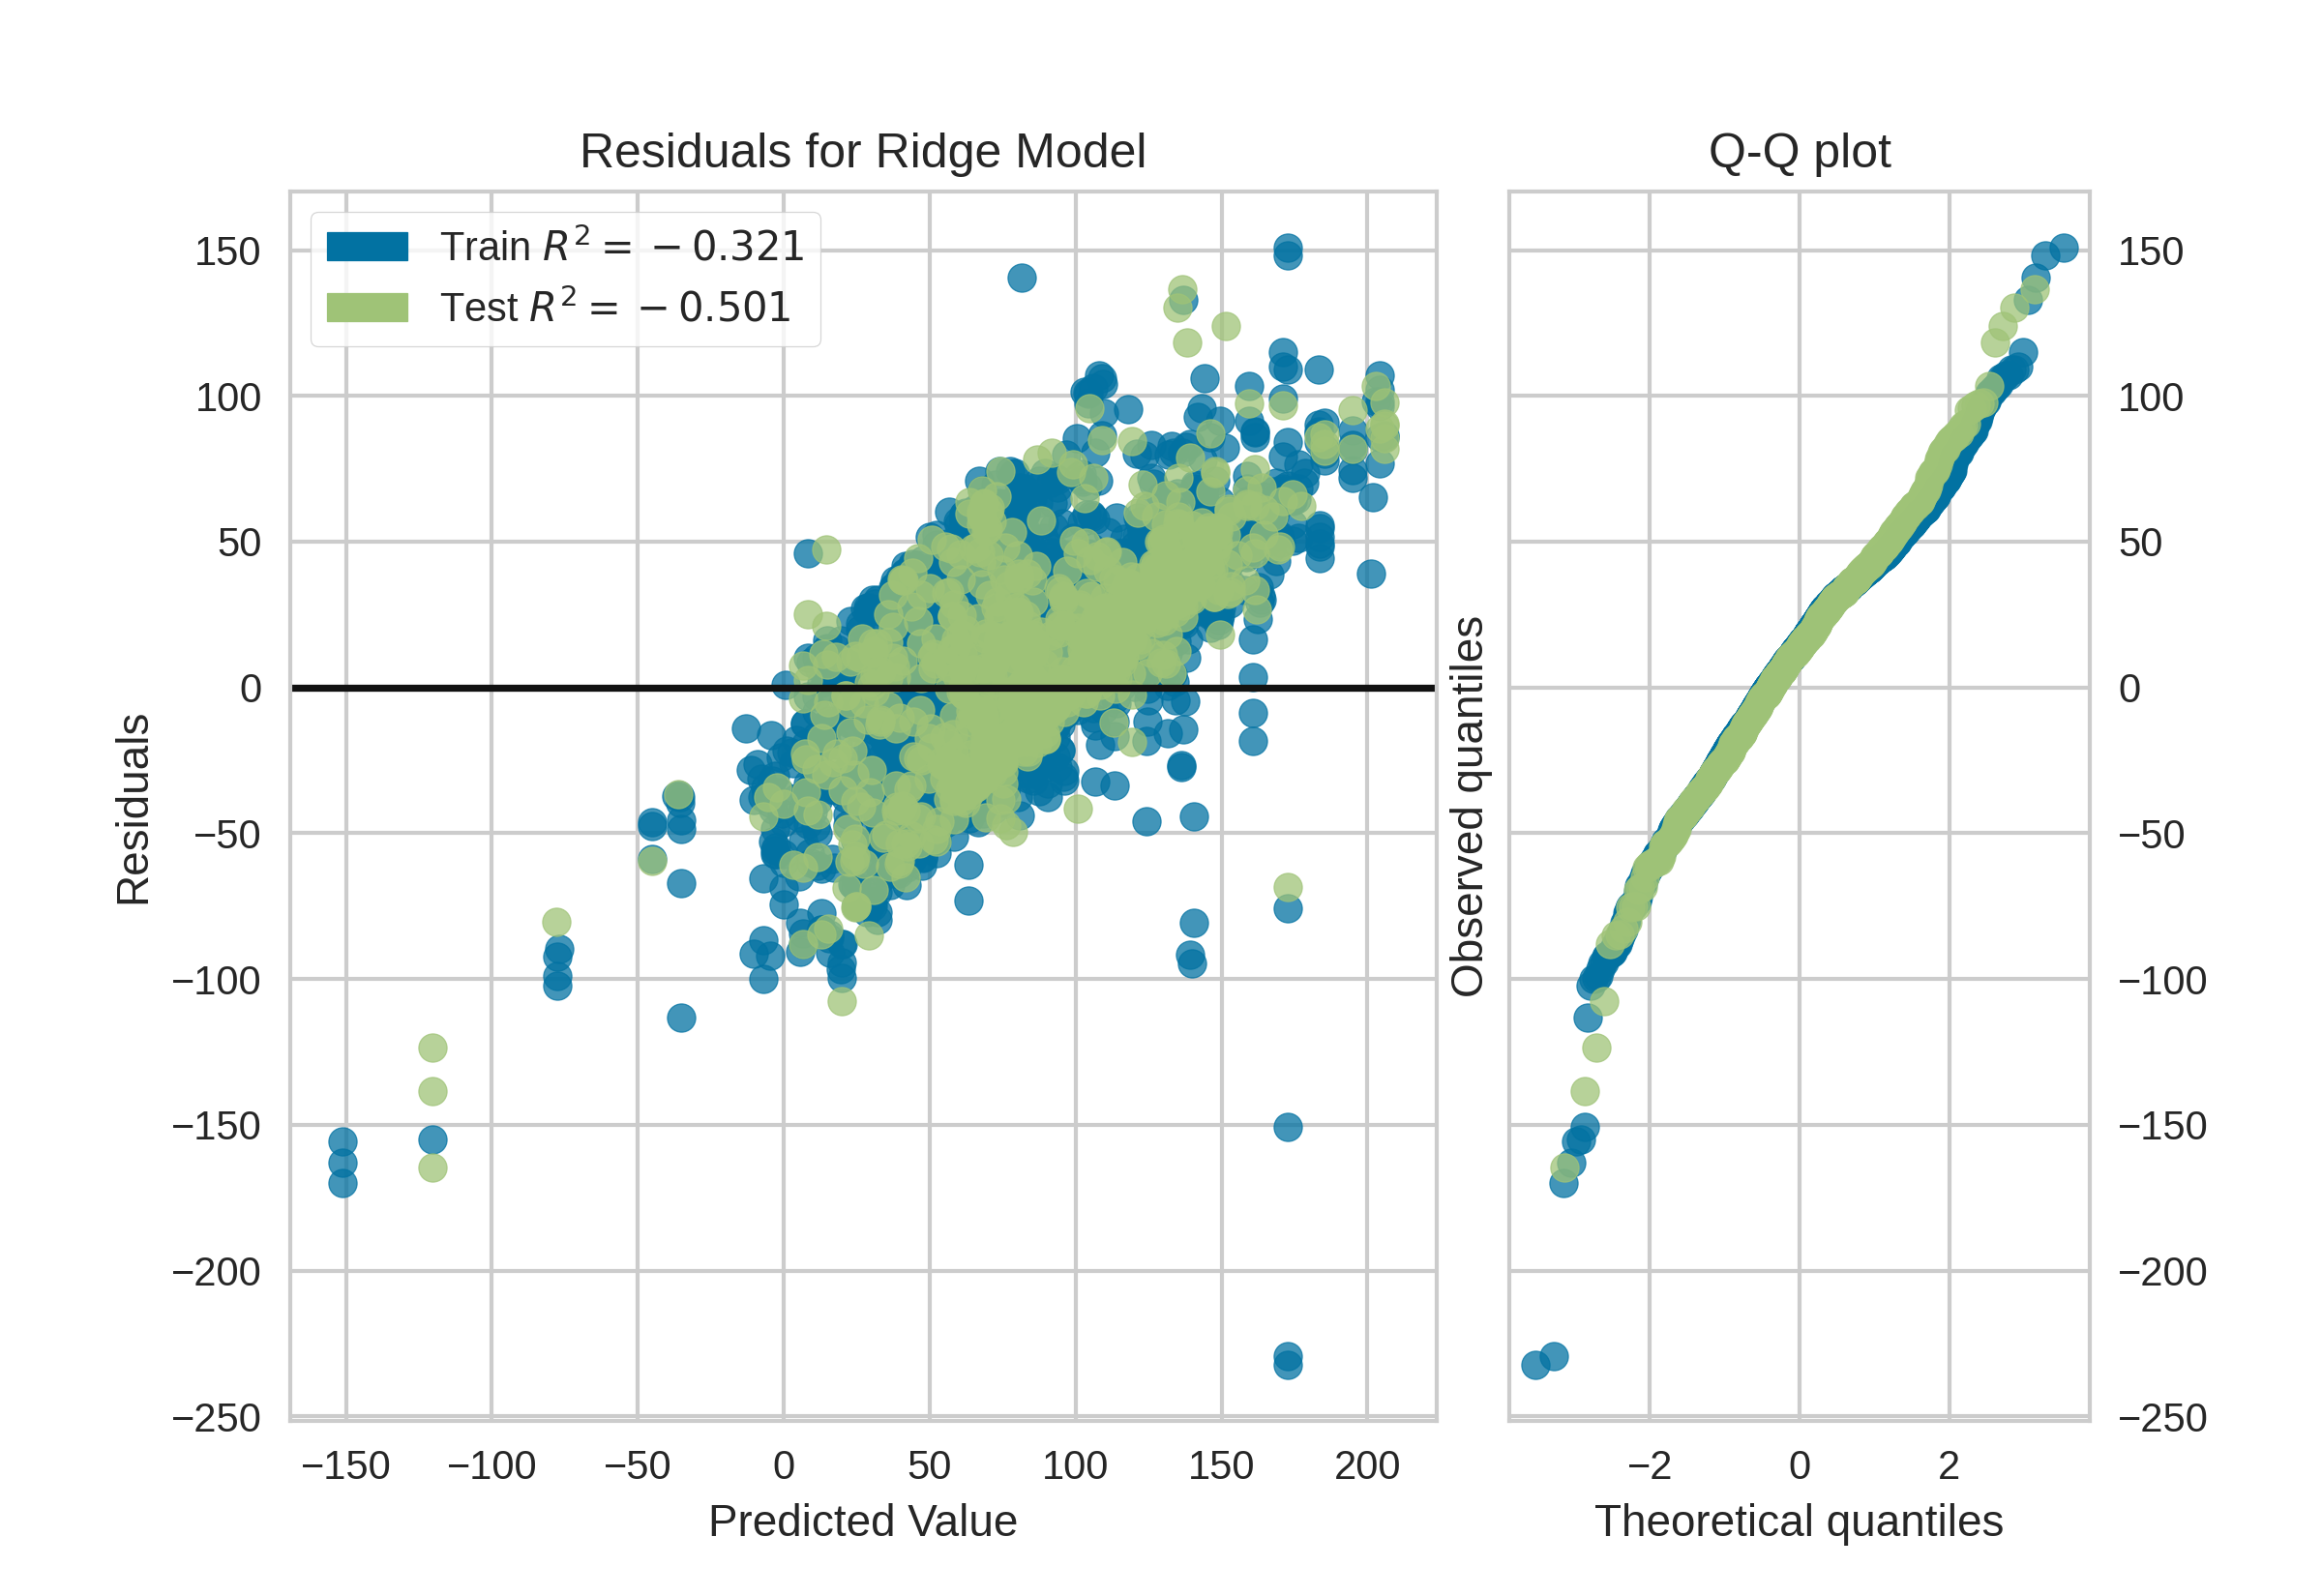 Residuals for Ridge Model
Train R² = −0.321
Test R² = −0.501
150
100
50
0
−50
−100
−150
−200
−250
Residuals
−150 −100 −50 0 50 100 150 200
Predicted Value
Q-Q plot
Observed quantiles
150
100
50
0
−50
−100
−150
−200
−250
−2 0 2
Theoretical quantiles